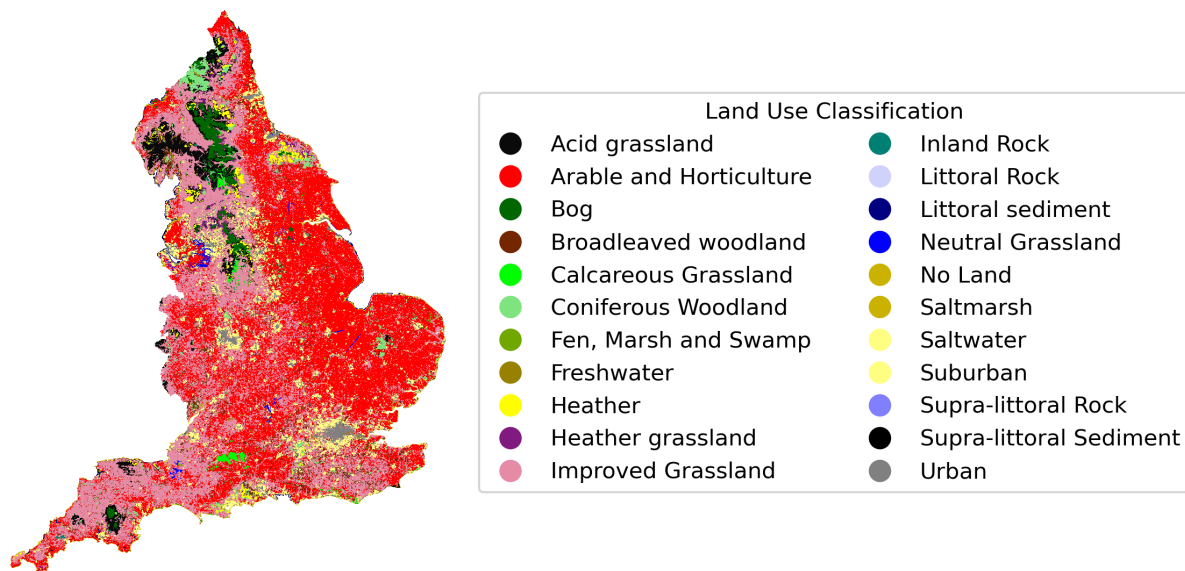 Land Use Classification
Acid grassland
Arable and Horticulture
Bog
Broadleaved woodland
Calcareous Grassland
Coniferous Woodland
Fen, Marsh and Swamp
Freshwater
Heather
Heather grassland
Improved Grassland
Inland Rock
Littoral Rock
Littoral sediment
Neutral Grassland
No Land
Saltmarsh
Saltwater
Suburban
Supra-littoral Rock
Supra-littoral Sediment
Urban